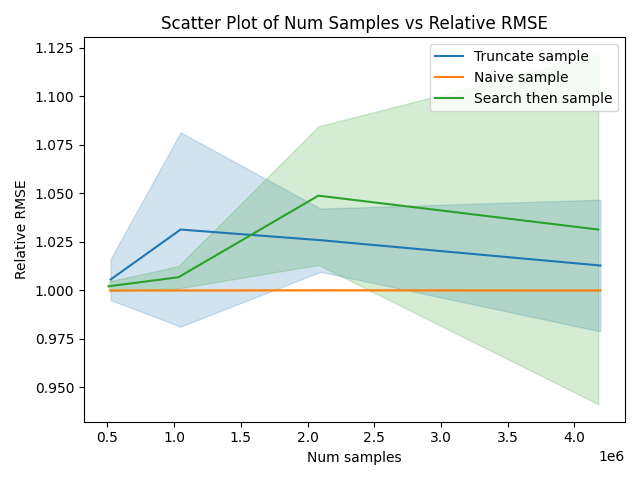 Scatter Plot of Num Samples vs Relative RMSE
Truncate sample
Naive sample
Search then sample
Relative RMSE
1.125
1.100
1.075
1.050
1.025
1.000
0.975
0.950
0.5 1.0 1.5 2.0 2.5 3.0 3.5 4.0
1e6
Num samples